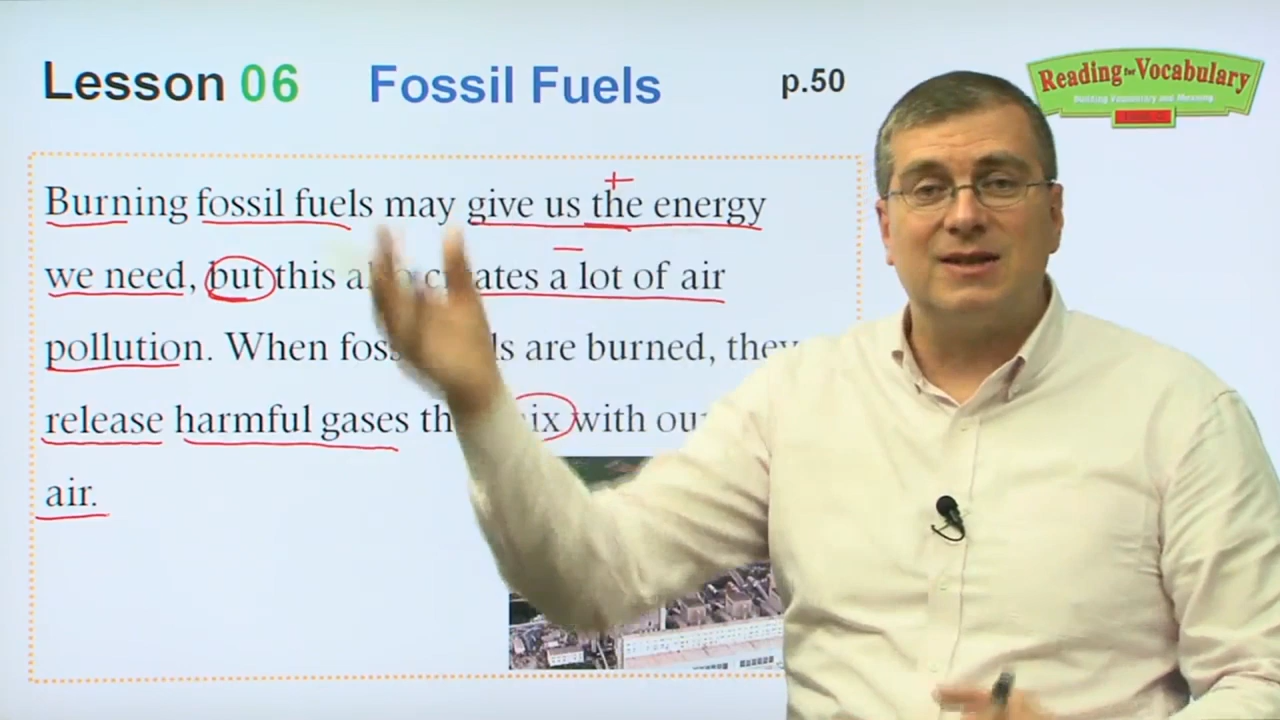 Lesson 06 Fossil Fuels p.50
Reading for Vocabulary
Burning fossil fuels may give us the energy
we need, but this creates a lot of air
pollution. When are burned, they
release harmful gases with
air.